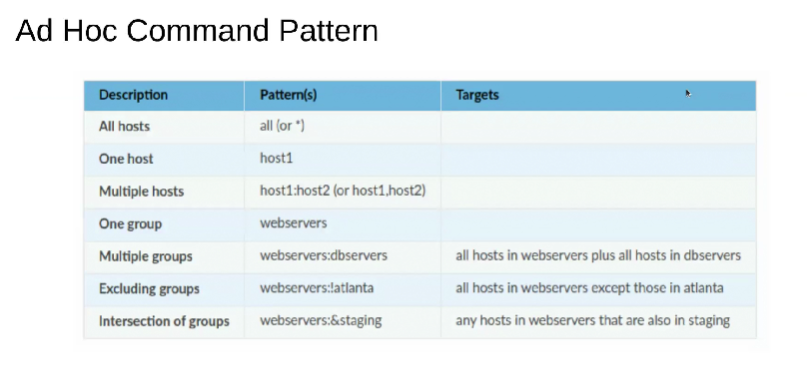 Ad Hoc Command Pattern
Description Pattern(s) Targets
All hosts all (or *)
One host host1
Multiple hosts host1:host2 (or host1,host2)
One group webservers
Multiple groups webservers:dbservers all hosts in webservers plus all hosts in dbservers
Excluding groups webservers:!atlanta all hosts in webservers except those in atlanta
Intersection of groups webservers:&staging any hosts in webservers that are also in staging